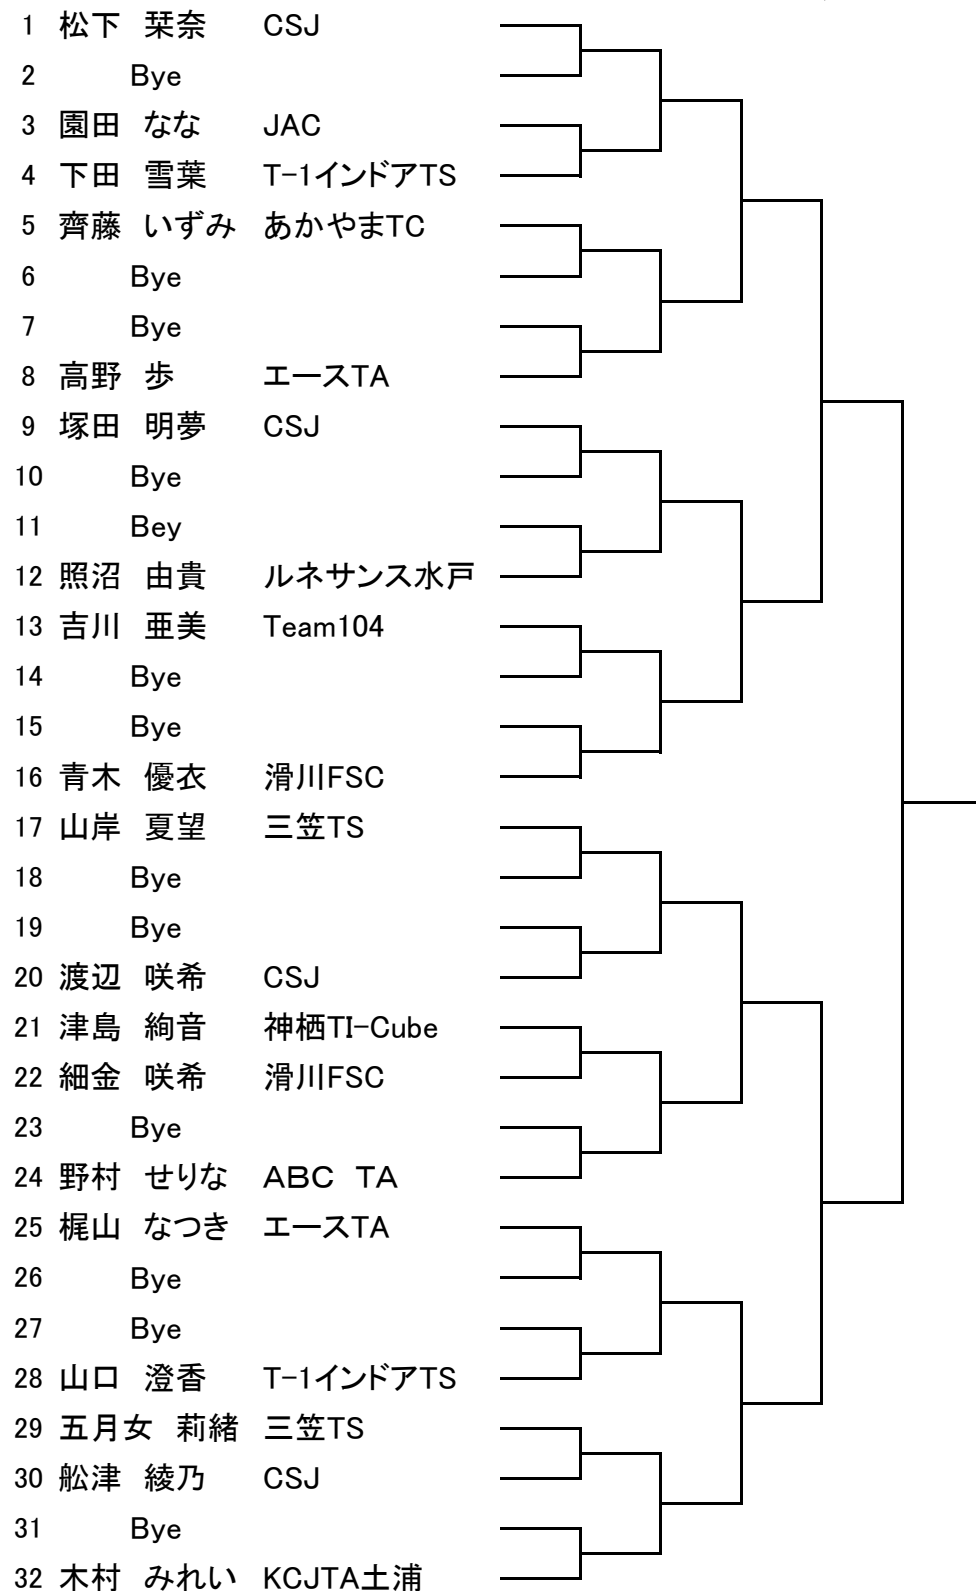 1 松下 栞奈 CSJ
2 Bye
3 園田 なな JAC
4 下田 雪葉 T-1インドアTS
5 齊藤 いずみ あかやまTC
6 Bye
7 Bye
8 高野 歩 エースTA
9 塚田 明夢 CSJ
10 Bye
11 Bey
12 照沼 由貴 ルネサンス水戸
13 吉川 亜美 Team104
14 Bye
15 Bye
16 青木 優衣 滑川FSC
17 山岸 夏望 三笠TS
18 Bye
19 Bye
20 渡辺 咲希 CSJ
21 津島 絢音 神栖TI-Cube
22 細金 咲希 滑川FSC
23 Bye
24 野村 せりな ＡＢＣ ＴＡ
25 梶山 なつき エースTA
26 Bye
27 Bye
28 山口 澄香 T-1インドアTS
29 五月女 莉緒 三笠TS
30 舩津 綾乃 CSJ
31 Bye
32 木村 みれい KCJTA土浦